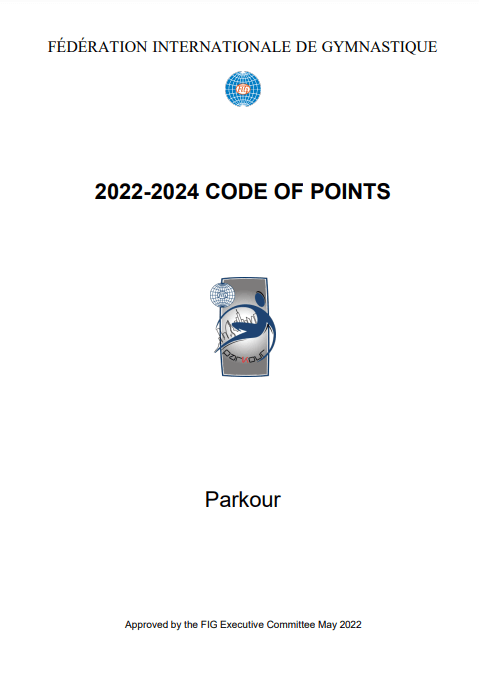 FÉDÉRATION INTERNATIONALE DE GYMNASTIQUE
FIG
2022-2024 CODE OF POINTS
parkour
Parkour
Approved by the FIG Executive Committee May 2022